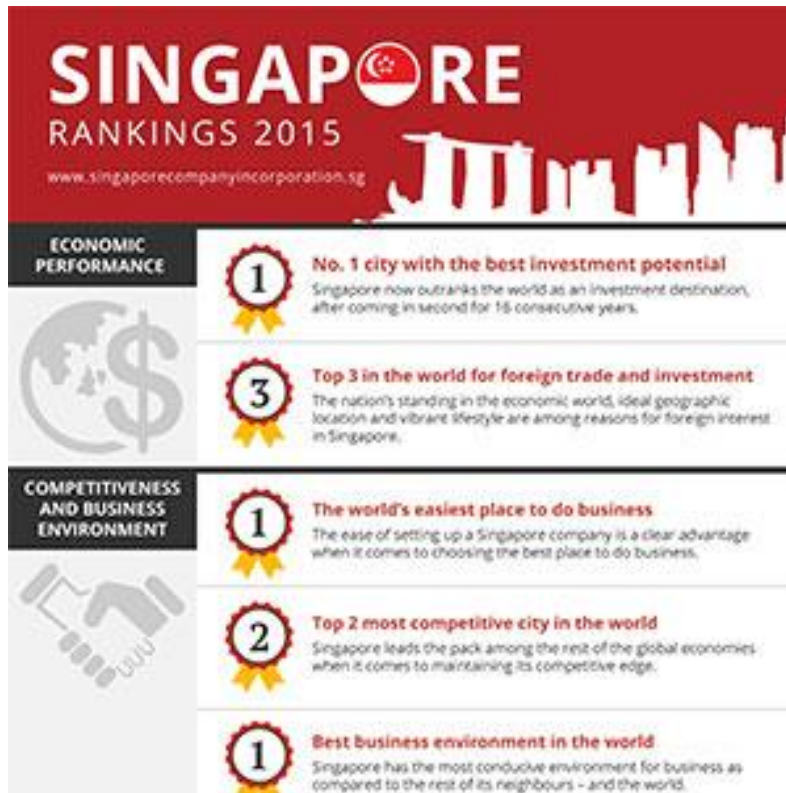 SINGAPORE
RANKINGS 2015
www.singaporecompanyincorporation.sg
ECONOMIC
PERFORMANCE
1
No. 1 city with the best investment potential
Singapore now outranks the world as an investment destination,
after coming in second for 16 consecutive years.
3
Top 3 in the world for foreign trade and investment
The nation's standing in the economic world, ideal geographic
location and vibrant lifestyle are among reasons for foreign interest
in Singapore.
COMPETITIVENESS
AND BUSINESS
ENVIRONMENT
1
The world's easiest place to do business
The ease of setting up a Singapore company is a clear advantage
when it comes to choosing the best place to do business.
2
Top 2 most competitive city in the world
Singapore leads the pack among the rest of the global economies
when it comes to maintaining its competitive edge.
1
Best business environment in the world
Singapore has the most conducive environment for business as
compared to the rest of its neighbours – and the world.